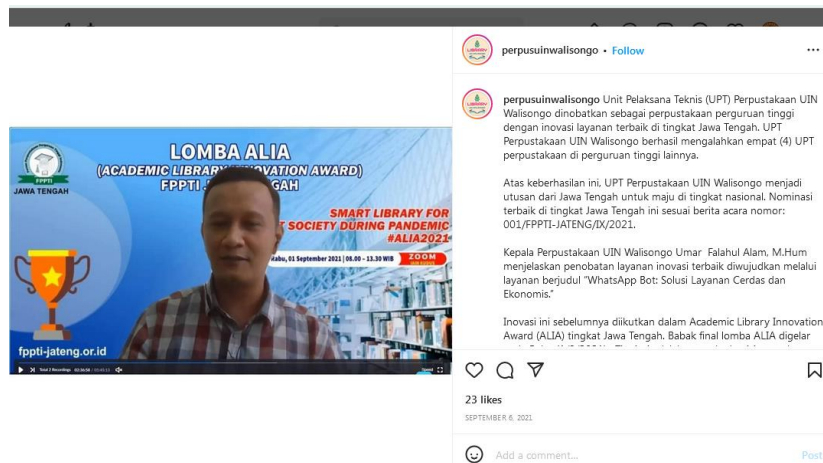 FPPTI
JAWA TENGAH
LOMBA ALIA
(ACADEMIC LIBRARY INNOVATION AWARD)
FPPTI J GAH
SMART LIBRARY FOR
T SOCIETY DURING PANDEMIC
#ALIA2021
Rabu, 01 September 2021 | 08.00 - 13.30 WIB
ZOOM
fppti-jateng.or.id
Total 2 Recordings
Speed
perpusuinwalisongo • Follow
perpusuinwalisongo Unit Pelaksana Teknis (UPT) Perpustakaan UIN
Walisongo dinobatkan sebagai perpustakaan perguruan tinggi
dengan inovasi layanan terbaik di tingkat Jawa Tengah. UPT
Perpustakaan UIN Walisongo berhasil mengalahkan empat (4) UPT
perpustakaan di perguruan tinggi lainnya.
Atas keberhasilan ini, UPT Perpustakaan UIN Walisongo menjadi
utusan dari Jawa Tengah untuk maju di tingkat nasional. Nominasi
terbaik di tingkat Jawa Tengah ini sesuai berita acara nomor:
001/FPPTI-JATENG/IX/2021.
Kepala Perpustakaan UIN Walisongo Umar Falahul Alam, M.Hum
menjelaskan penobatan layanan inovasi terbaik diwujudkan melalui
layanan berjudul "WhatsApp Bot: Solusi Layanan Cerdas dan
Ekonomis."
Inovasi ini sebelumnya diikutkan dalam Academic Library Innovation
Award (ALIA) tingkat Jawa Tengah. Babak final lomba ALIA digelar
23 likes
SEPTEMBER 6, 2021
Add a comment...
Post